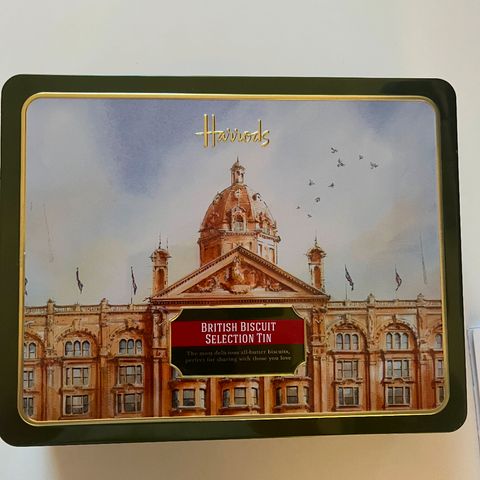 Harrods
BRITISH BISCUIT
SELECTION TIN
The most delicious all-butter biscuits,
perfect for sharing with those you love